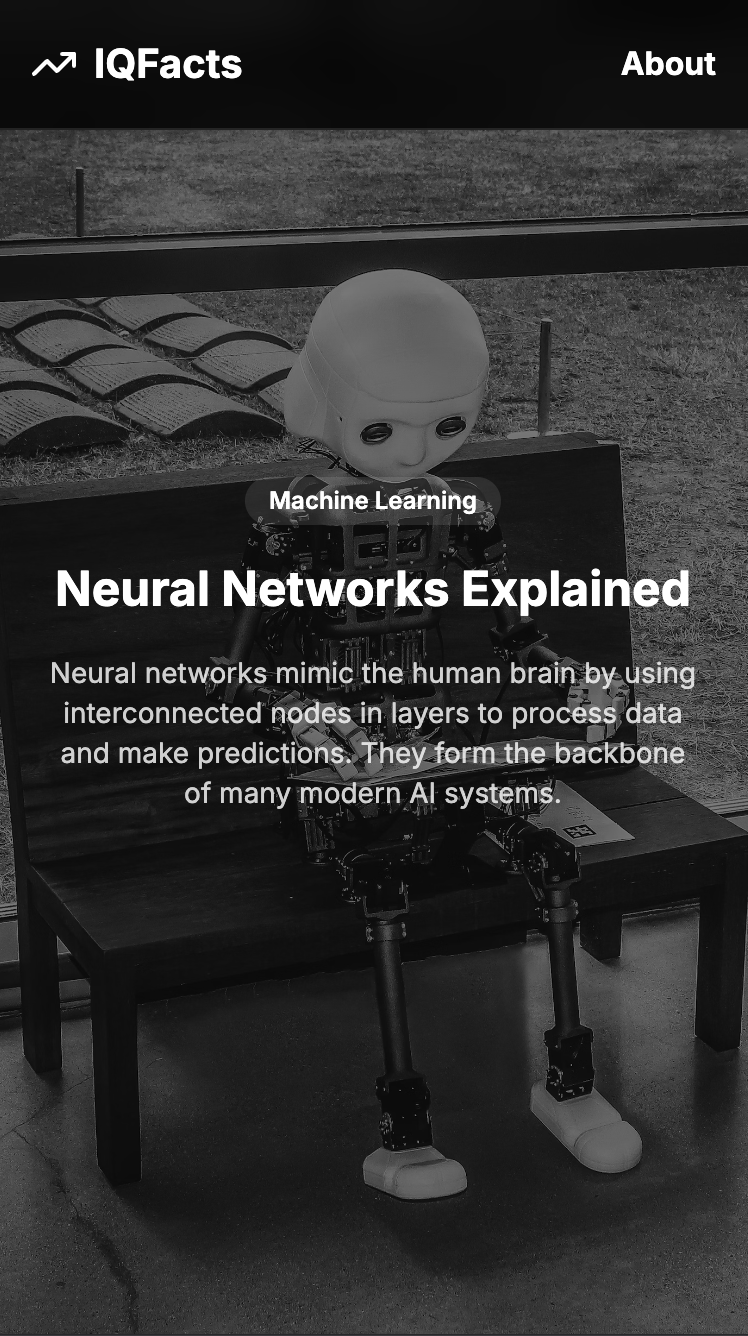 IQFacts
About
Machine Learning
Neural Networks Explained
Neural networks mimic the human brain by using
interconnected nodes in layers to process data
and make predictions. They form the backbone
of many modern AI systems.